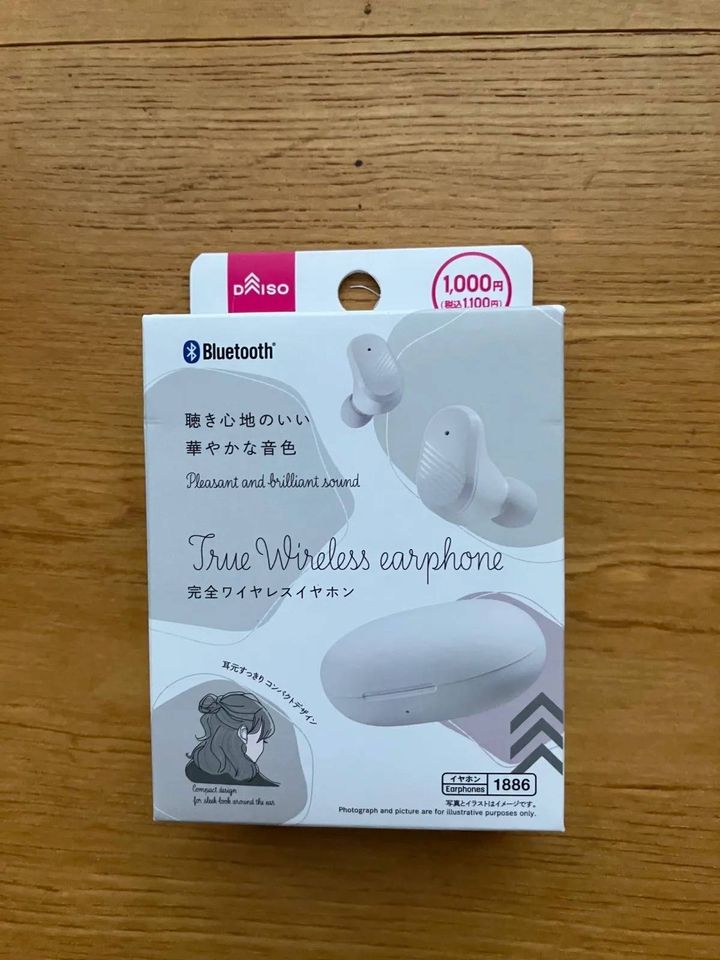 DAISO
1,000円
(税込1,100円)
Bluetooth®
聴き心地のいい
華やかな音色
Pleasant and brilliant sound
True Wireless earphone
完全ワイヤレスイヤホン
耳元すっきりコンパクトデザイン
Compact design
for sleek look around the ear
イヤホン
Earphones
1886
写真とイラストはイメージです。
Photograph and picture are for illustrative purposes only.